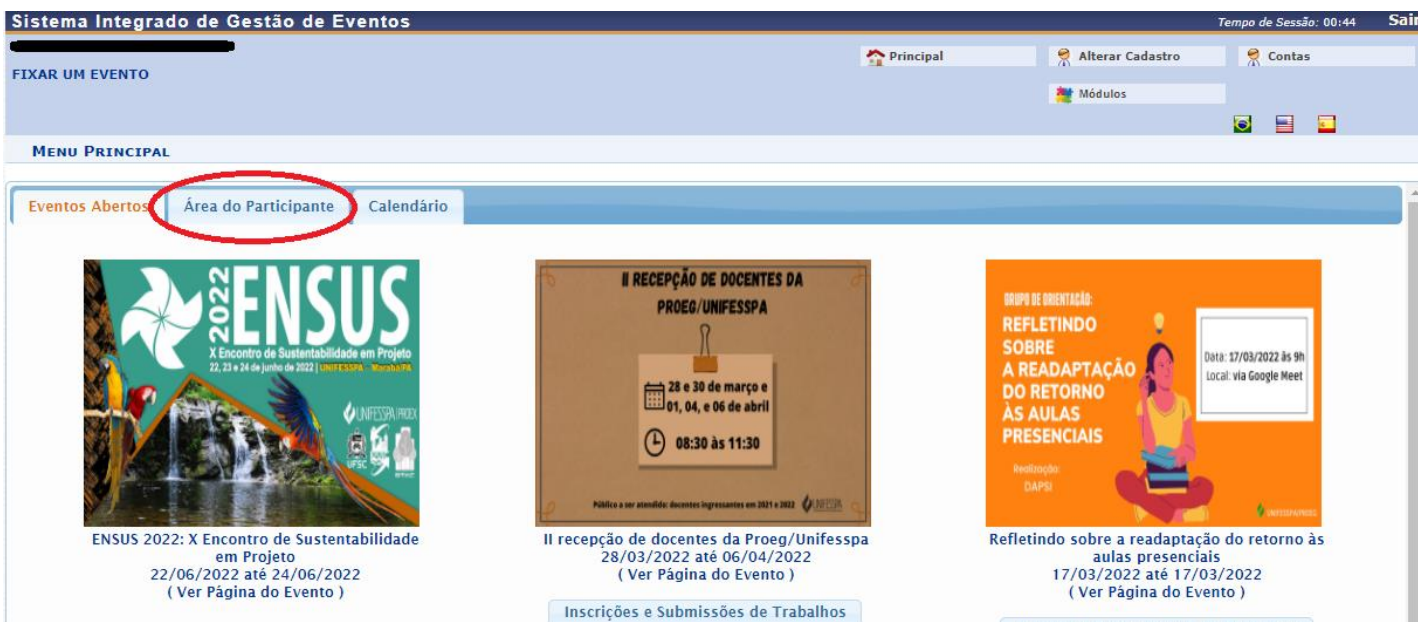 Sistema Integrado de Gestão de Eventos
Tempo de Sessão: 00:44
Sair
Principal
Alterar Cadastro
Contas
FIXAR UM EVENTO
Módulos
MENU PRINCIPAL
Eventos Abertos
Área do Participante
Calendário
2022
ENSUS
X Encontro de Sustentabilidade em Projeto
22, 23 e 24 de junho de 2022 | UNIFESSPA - Marabá/PA
UNIFESSPA/PROEX
UFSC
ENSUS 2022: X Encontro de Sustentabilidade
em Projeto
22/06/2022 até 24/06/2022
( Ver Página do Evento )
II RECEPÇÃO DE DOCENTES DA
PROEG/UNIFESSPA
28 e 30 de março e
01, 04, e 06 de abril
08:30 às 11:30
Público a ser atendido: docentes ingressantes em 2021 e 2022
UNIFESSPA
II recepção de docentes da Proeg/Unifesspa
28/03/2022 até 06/04/2022
( Ver Página do Evento )
Inscrições e Submissões de Trabalhos
GRUPO DE ORIENTAÇÃO:
REFLETINDO
SOBRE
A READAPTAÇÃO
DO RETORNO
ÀS AULAS
PRESENCIAIS
Data: 17/03/2022 às 9h
Local: via Google Meet
Realização:
DAPSI
UNIFESSPA/PROEG
Refletindo sobre a readaptação do retorno às
aulas presenciais
17/03/2022 até 17/03/2022
( Ver Página do Evento )